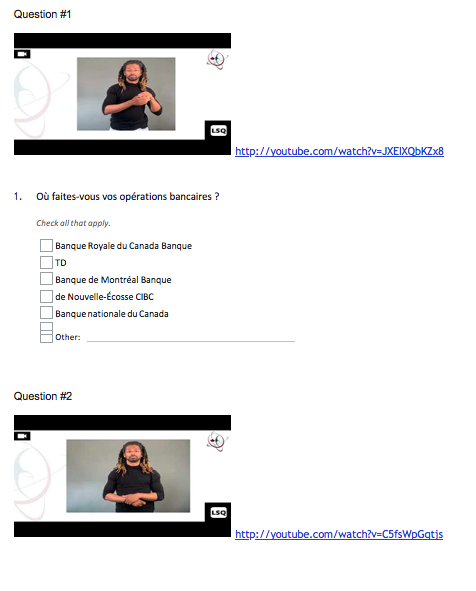 Question #1
LSQ
http://youtube.com/watch?v=JXEIXQbKZx8
1. Où faites-vous vos opérations bancaires ?
Check all that apply.
Banque Royale du Canada Banque
TD
Banque de Montréal Banque
de Nouvelle-Écosse CIBC
Banque nationale du Canada
Other:
Question #2
LSQ
http://youtube.com/watch?v=C5fsWpGqtjs